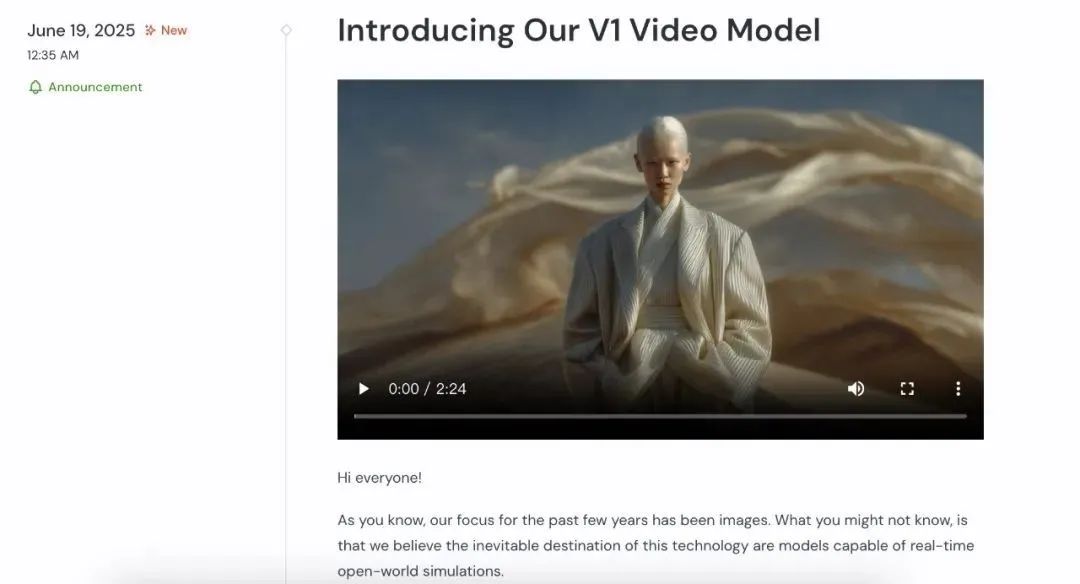 June 19, 2025 New
12:35 AM
Announcement
Introducing Our V1 Video Model
0:00 / 2:24
Hi everyone!
As you know, our focus for the past few years has been images. What you might not know, is
that we believe the inevitable destination of this technology are models capable of real-time
open-world simulations.